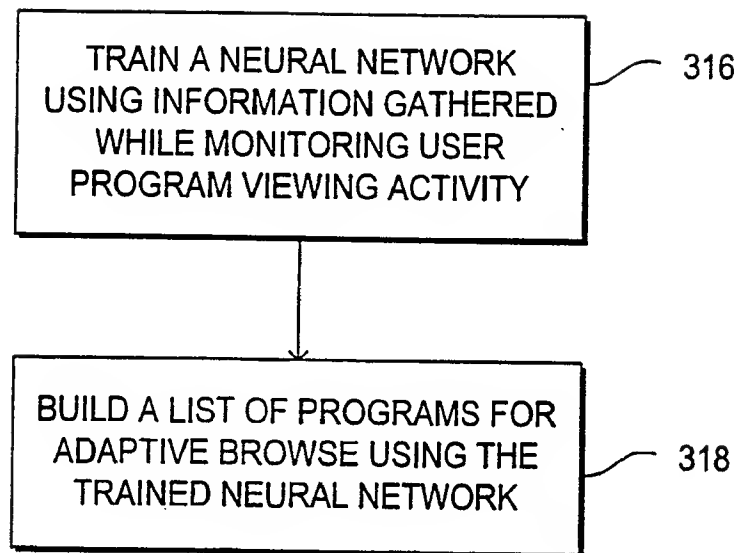 TRAIN A NEURAL NETWORK
USING INFORMATION GATHERED
WHILE MONITORING USER
PROGRAM VIEWING ACTIVITY
316
BUILD A LIST OF PROGRAMS FOR
ADAPTIVE BROWSE USING THE
TRAINED NEURAL NETWORK
318